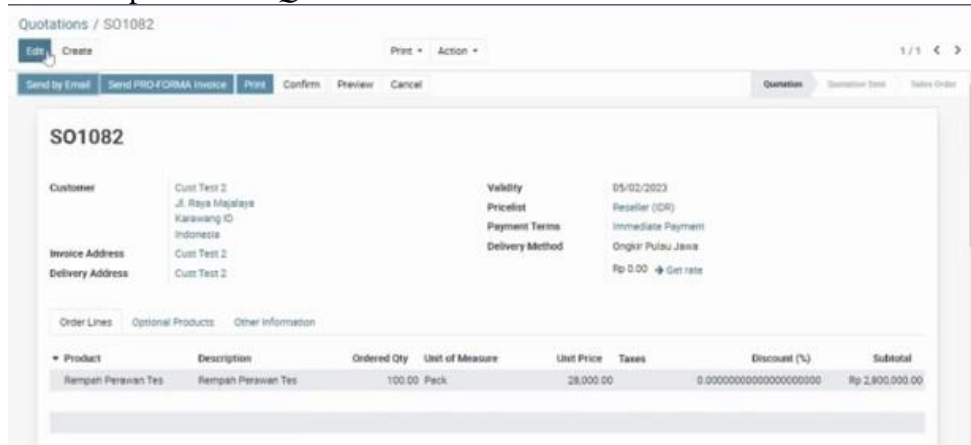 Quotations / SO1082
Edit Create Print Action 1/1
Send by Email Send PRO-FORMA Invoice Print Confirm Preview Cancel Quotation Quotation Sent Sales Order
SO1082
Customer Cust Test 2 Validity 05/02/2023
Jl. Raya Majalaya Pricelist Reseller (IDR)
Karawang ID Payment Terms Immediate Payment
Indonesia Delivery Method Ongkir Pulau Jawa
Invoice Address Cust Test 2
Delivery Address Cust Test 2 Rp 0.00 Get rate
Order Lines Optional Products Other Information
Product Description Ordered Qty Unit of Measure Unit Price Taxes Discount (%) Subtotal
Rempah Perawan Tes Rempah Perawan Tes 100.00 Pack 28,000.00 Rp 2,800,000.00